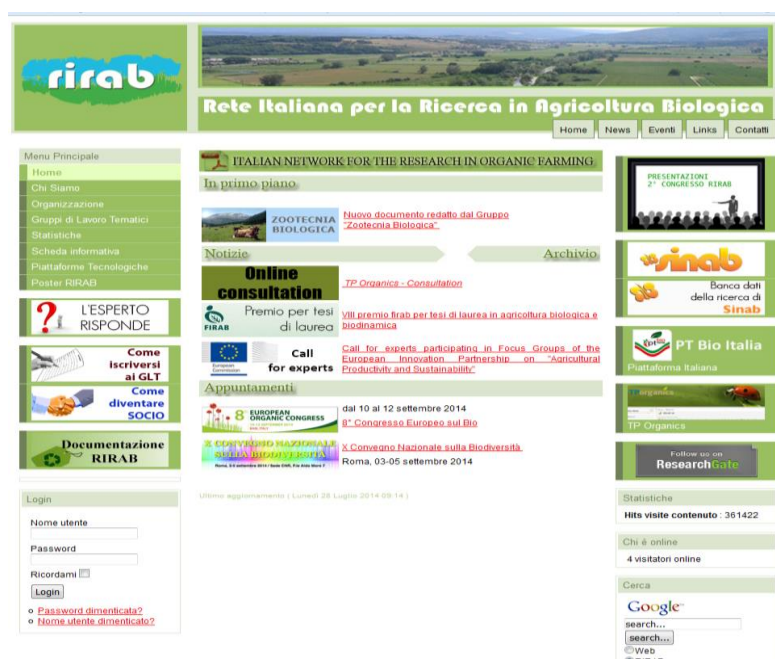 rirab
Rete Italiana per la Ricerca in Agricoltura Biologica
Home News Eventi Links Contatti
Menu Principale
Home
Chi Siamo
Organizzazione
Gruppi di Lavoro Tematici
Statistiche
Scheda informativa
Piattaforme Tecnologiche
Poster RIRAB
L'ESPERTO
RISPONDE
Come
iscriversi
ai GLT
Come
diventare
SOCIO
Documentazione
RIRAB
Login
Nome utente
Password
Ricordami
Login
Password dimenticata?
Nome utente dimenticato?
ITALIAN NETWORK FOR THE RESEARCH IN ORGANIC FARMING
In primo piano
ZOOTECNIA
BIOLOGICA
Nuovo documento redatto dal Gruppo
"Zootecnia Biologica"
Notizie Archivio
Online
consultation
TP Organics - Consultation
FIRAB
Premio per tesi
di laurea
VIII premio firab per tesi di laurea in agricoltura biologica e
biodinamica
European
Commission
Call
for experts
Call for experts participating in Focus Groups of the
European Innovation Partnership on "Agricultural
Productivity and Sustainability"
Appuntamenti
8° EUROPEAN
ORGANIC CONGRESS
dal 10 al 12 settembre 2014
8° Congresso Europeo sul Bio
X CONVEGNO NAZIONALE
SULLA BIODIVERSITÀ
X Convegno Nazionale sulla Biodiversità
Roma, 03-05 settembre 2014
Ultimo aggiornamento ( Lunedì 28 Luglio 2014 09:14 )
PRESENTAZIONI
2° CONGRESSO RIRAB
sinab
Banca dati
della ricerca di
Sinab
PT Bio Italia
Piattaforma Italiana
TPorganics
TP Organics
Follow us on
ResearchGate
Statistiche
Hits visite contenuto : 361422
Chi è online
4 visitatori online
Cerca
Google
search...
search...
Web